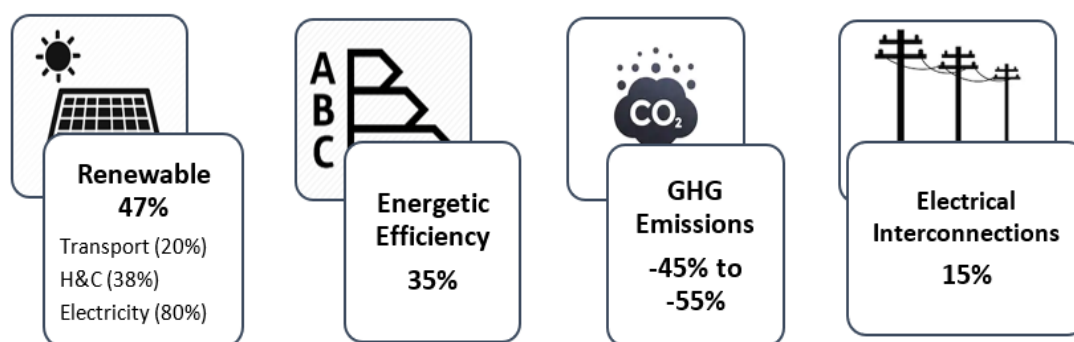 Renewable
47%
Transport (20%)
H&C (38%)
Electricity (80%)
A
B
C
Energetic
Efficiency
35%
CO₂
GHG
Emissions
-45% to
-55%
Electrical
Interconnections
15%